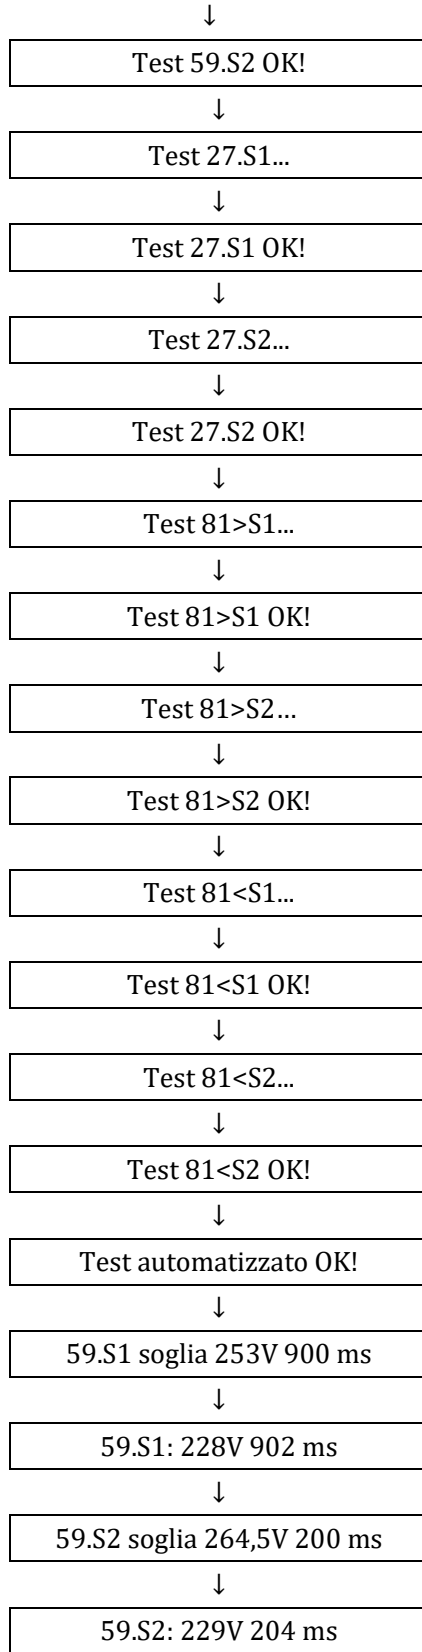 ↓
Test 59.S2 OK!
↓
Test 27.S1...
↓
Test 27.S1 OK!
↓
Test 27.S2...
↓
Test 27.S2 OK!
↓
Test 81>S1...
↓
Test 81>S1 OK!
↓
Test 81>S2...
↓
Test 81>S2 OK!
↓
Test 81<S1...
↓
Test 81<S1 OK!
↓
Test 81<S2...
↓
Test 81<S2 OK!
↓
Test automatizzato OK!
↓
59.S1 soglia 253V 900 ms
↓
59.S1: 228V 902 ms
↓
59.S2 soglia 264,5V 200 ms
↓
59.S2: 229V 204 ms